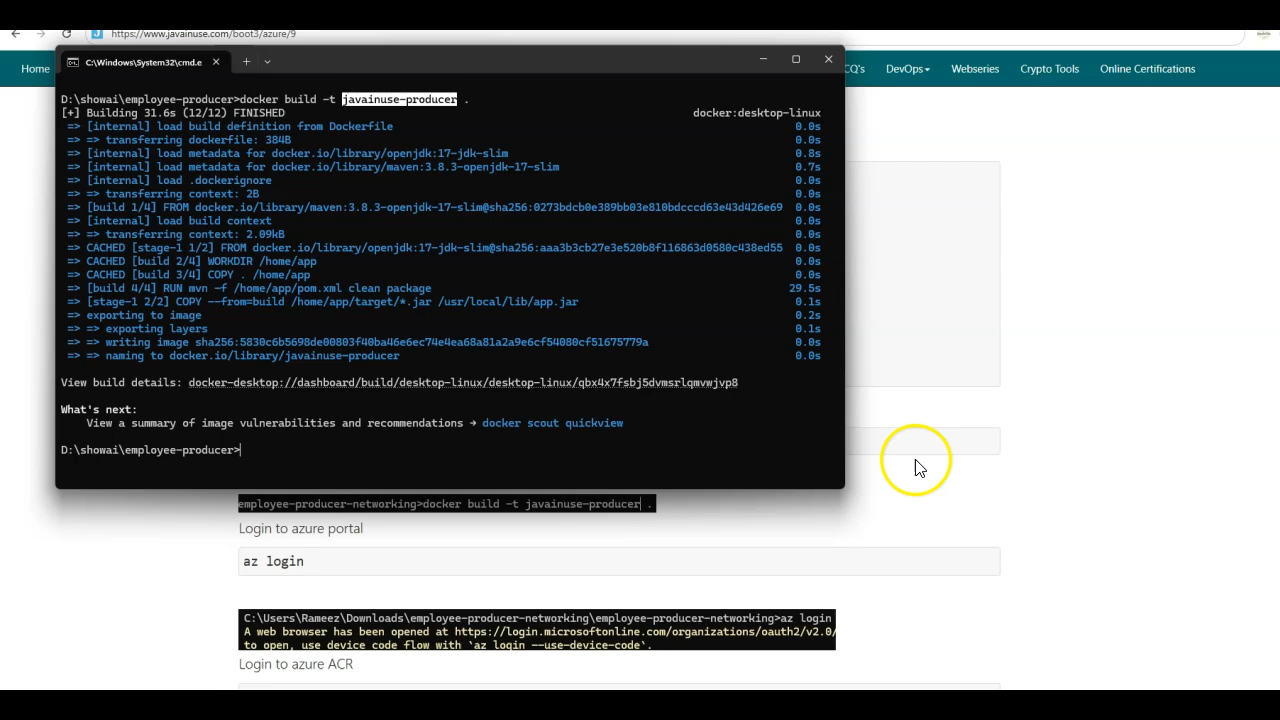 https://www.javainuse.com/boot3/azure/9
C:\Windows\System32\cmd.e
Home
CQ's DevOps Webseries Crypto Tools Online Certifications
D:\showai\employee-producer>docker build -t javainuse-producer .
[+] Building 31.6s (12/12) FINISHED docker:desktop-linux
=> [internal] load build definition from Dockerfile 0.0s
=> => transferring dockerfile: 384B 0.0s
=> [internal] load metadata for docker.io/library/openjdk:17-jdk-slim 0.8s
=> [internal] load metadata for docker.io/library/maven:3.8.3-openjdk-17-slim 0.7s
=> [internal] load .dockerignore 0.0s
=> => transferring context: 2B 0.0s
=> [build 1/4] FROM docker.io/library/maven:3.8.3-openjdk-17-slim@sha256:0273bdcb0e389bb03e810bdcccd63e43d426e69 0.0s
=> [internal] load build context 0.0s
=> => transferring context: 2.09kB 0.0s
=> CACHED [stage-1 1/2] FROM docker.io/library/openjdk:17-jdk-slim@sha256:aaa3b3cb27e3e520b8f116863d0580c438ed55 0.0s
=> CACHED [build 2/4] WORKDIR /home/app 0.0s
=> CACHED [build 3/4] COPY . /home/app 0.0s
=> [build 4/4] RUN mvn -f /home/app/pom.xml clean package 29.5s
=> [stage-1 2/2] COPY --from=build /home/app/target/*.jar /usr/local/lib/app.jar 0.1s
=> exporting to image 0.2s
=> => exporting layers 0.1s
=> => writing image sha256:5830c6b5698de00803f40ba46e6ec74e4ea68a81a2a9e6cf54080cf51675779a 0.0s
=> => naming to docker.io/library/javainuse-producer 0.0s
View build details: docker-desktop://dashboard/build/desktop-linux/desktop-linux/qbx4x7fsbj5dvmsrlqmvwjvp8
What's next:
View a summary of image vulnerabilities and recommendations → docker scout quickview
D:\showai\employee-producer>
employee-producer-networking>docker build -t javainuse-producer .
Login to azure portal
az login
C:\Users\Rameez\Downloads\employee-producer-networking\employee-producer-networking>az login
A web browser has been opened at https://login.microsoftonline.com/organizations/oauth2/v2.0/
to open, use device code flow with `az login --use-device-code`.
Login to azure ACR